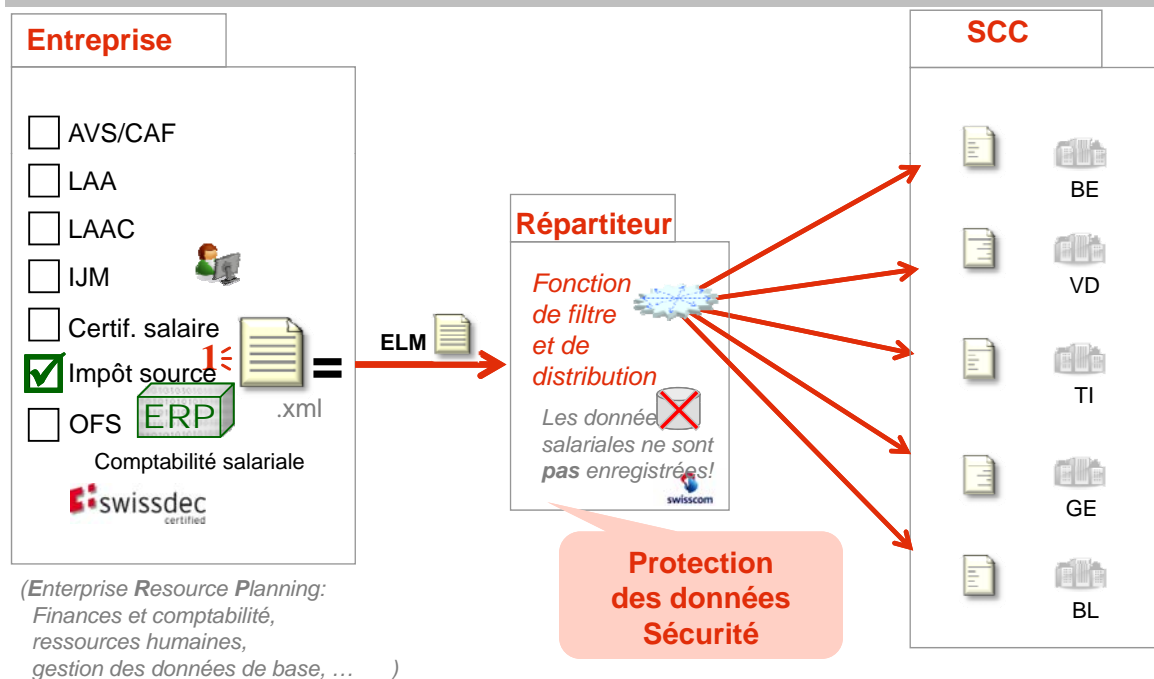 Entreprise
AVS/CAF
LAA
LAAC
IJM
Certif. salaire
Impôt source
OFS
1
.xml
=
ERP
Comptabilité salariale
swissdec
certified
(Enterprise Resource Planning:
Finances et comptabilité,
ressources humaines,
gestion des données de base, … )
ELM
Répartiteur
Fonction
de filtre
et de
distribution
Les donnée
salariales ne sont
pas enregistrées!
swisscom
Protection
des données
Sécurité
SCC
BE
VD
TI
GE
BL